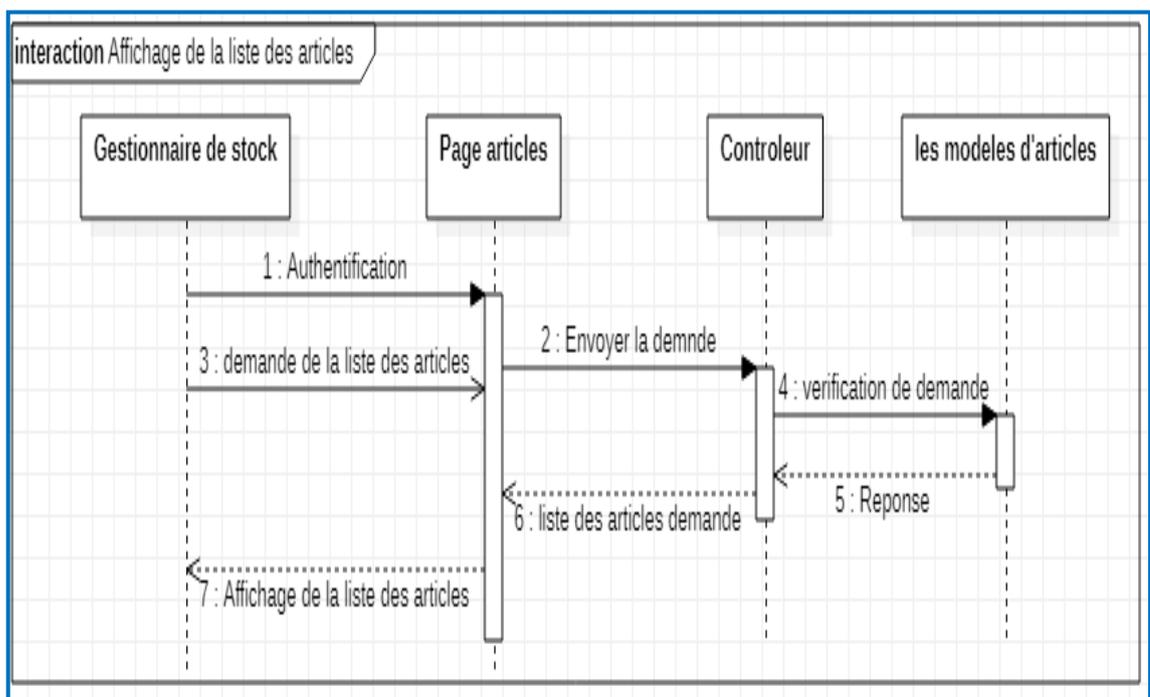 interaction Affichage de la liste des articles
Gestionnaire de stock
Page articles
Controleur
les modeles d'articles
1 : Authentification
2 : Envoyer la demnde
3 : demande de la liste des articles
4 : verification de demande
5 : Reponse
6 : liste des articles demande
7 : Affichage de la liste des articles